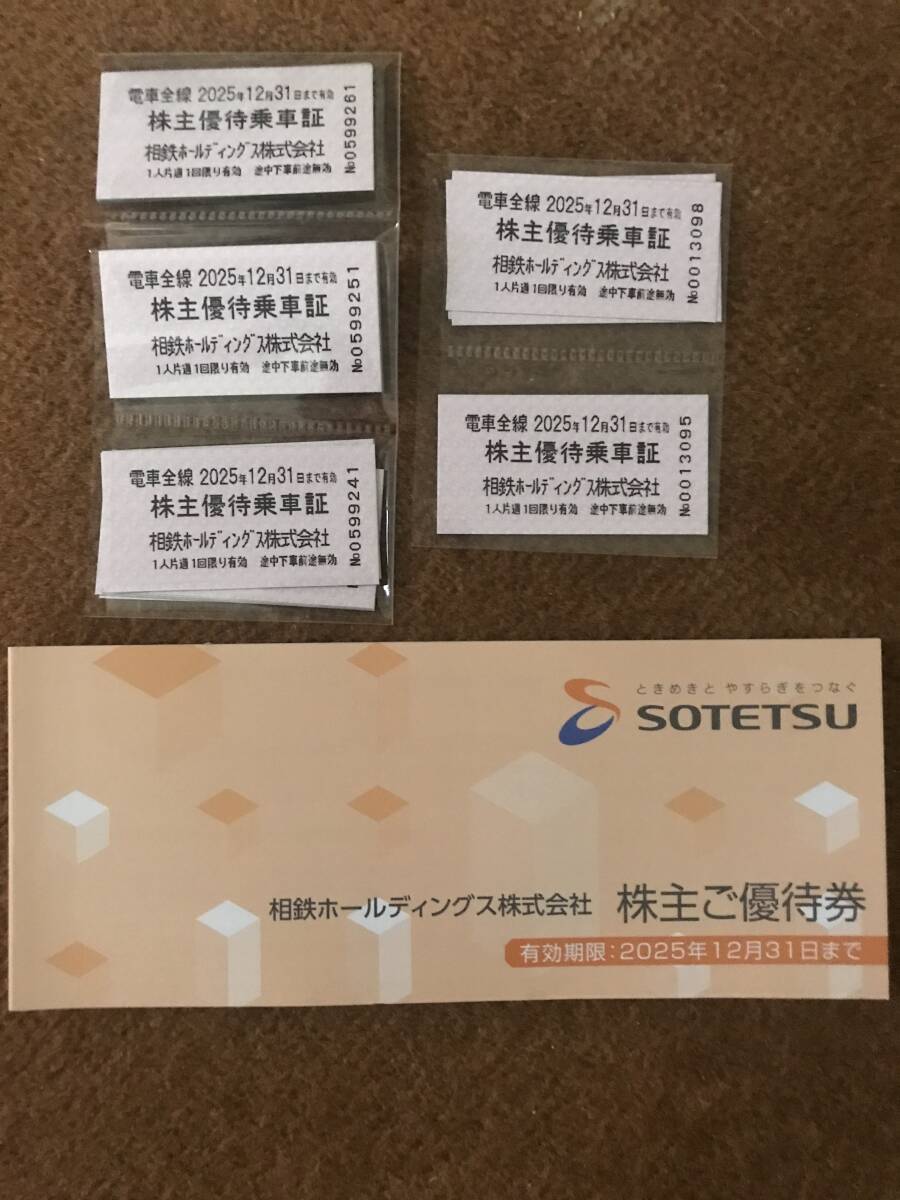 電車全線 2025年12月31日まで有効
株主優待乗車証
相鉄ホールディングス株式会社
1人片道1回限り有効 途中下車前途無効
№0599261
電車全線 2025年12月31日まで有効
株主優待乗車証
相鉄ホールディングス株式会社
1人片道1回限り有効 途中下車前途無効
№0599251
電車全線 2025年12月31日まで有効
株主優待乗車証
相鉄ホールディングス株式会社
1人片道1回限り有効 途中下車前途無効
№0599241
電車全線 2025年12月31日まで有効
株主優待乗車証
相鉄ホールディングス株式会社
1人片道1回限り有効 途中下車前途無効
№0013098
電車全線 2025年12月31日まで有効
株主優待乗車証
相鉄ホールディングス株式会社
1人片道1回限り有効 途中下車前途無効
№0013095
ときめきと やすらぎをつなぐ
SOTETSU
相鉄ホールディングス株式会社 株主ご優待券
有効期限:2025年12月31日まで